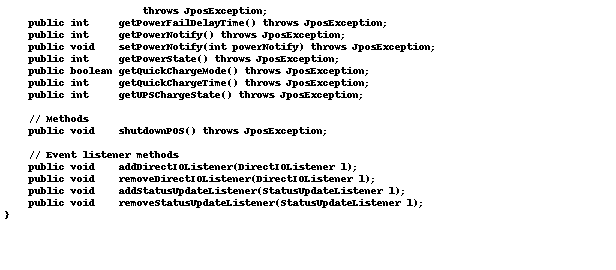 throws JposException;
public int getPowerFailDelayTime() throws JposException;
public int getPowerNotify() throws JposException;
public void setPowerNotify(int powerNotify) throws JposException;
public int getPowerState() throws JposException;
public boolean getQuickChargeMode() throws JposException;
public int getQuickChargeTime() throws JposException;
public int getUPSChargeState() throws JposException;
// Methods
public void shutdownPOS() throws JposException;
// Event listener methods
public void addDirectIOListener(DirectIOListener l);
public void removeDirectIOListener(DirectIOListener l);
public void addStatusUpdateListener(StatusUpdateListener l);
public void removeStatusUpdateListener(StatusUpdateListener l);
}